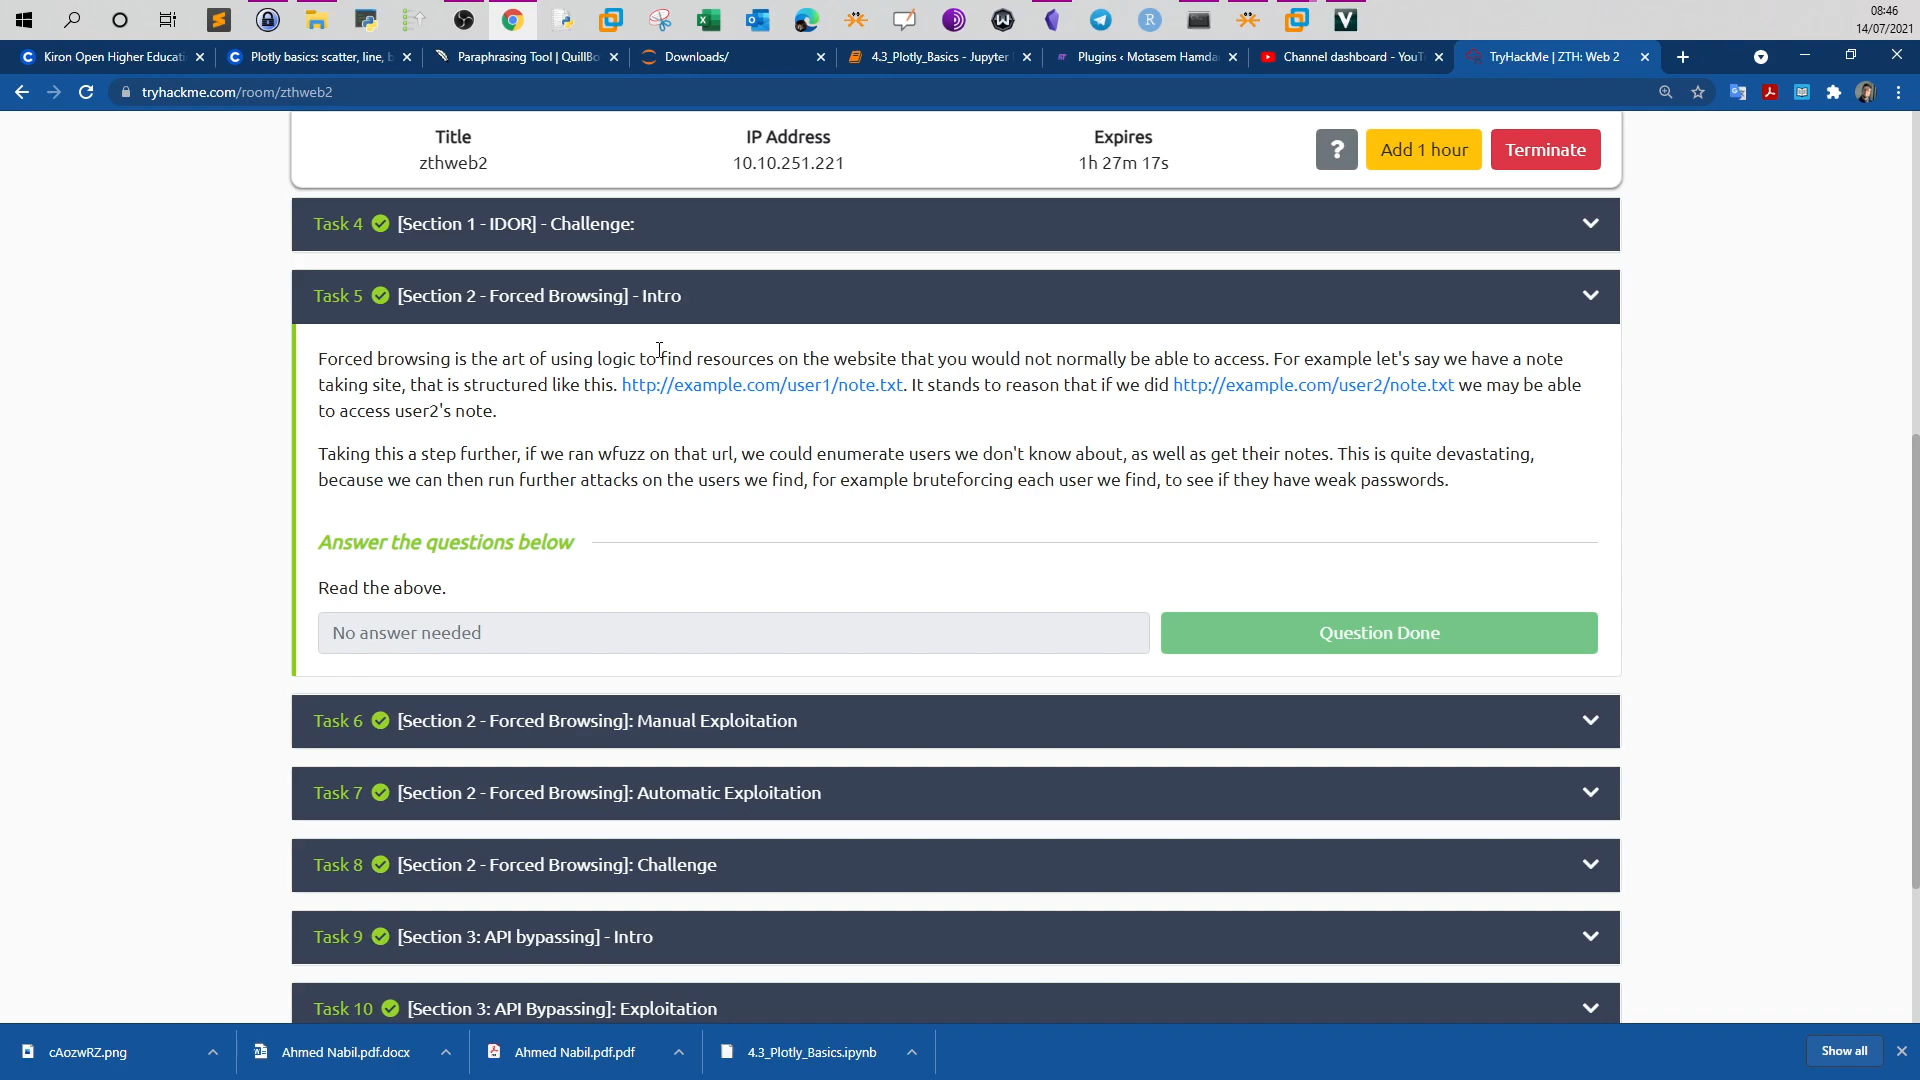 08:46
14/07/2021
Kiron Open Higher Educati
Plotly basics: scatter, line, b
Paraphrasing Tool | QuillBo
Downloads/
4.3_Plotly_Basics - Jupyter
Plugins ‹ Motasem Hamda
Channel dashboard - YouT
TryHackMe | ZTH: Web 2
tryhackme.com/room/zthweb2
Title
IP Address
Expires
zthweb2
10.10.251.221
1h 27m 17s
?
Add 1 hour
Terminate
Task 4 [Section 1 - IDOR] - Challenge:
Task 5 [Section 2 - Forced Browsing] - Intro
Forced browsing is the art of using logic to find resources on the website that you would not normally be able to access. For example let's say we have a note
taking site, that is structured like this. http://example.com/user1/note.txt. It stands to reason that if we did http://example.com/user2/note.txt we may be able
to access user2's note.
Taking this a step further, if we ran wfuzz on that url, we could enumerate users we don't know about, as well as get their notes. This is quite devastating,
because we can then run further attacks on the users we find, for example bruteforcing each user we find, to see if they have weak passwords.
Answer the questions below
Read the above.
No answer needed
Question Done
Task 6 [Section 2 - Forced Browsing]: Manual Exploitation
Task 7 [Section 2 - Forced Browsing]: Automatic Exploitation
Task 8 [Section 2 - Forced Browsing]: Challenge
Task 9 [Section 3: API bypassing] - Intro
Task 10 [Section 3: API Bypassing]: Exploitation
cAozwRZ.png
Ahmed Nabil.pdf.docx
Ahmed Nabil.pdf.pdf
4.3_Plotly_Basics.ipynb
Show all